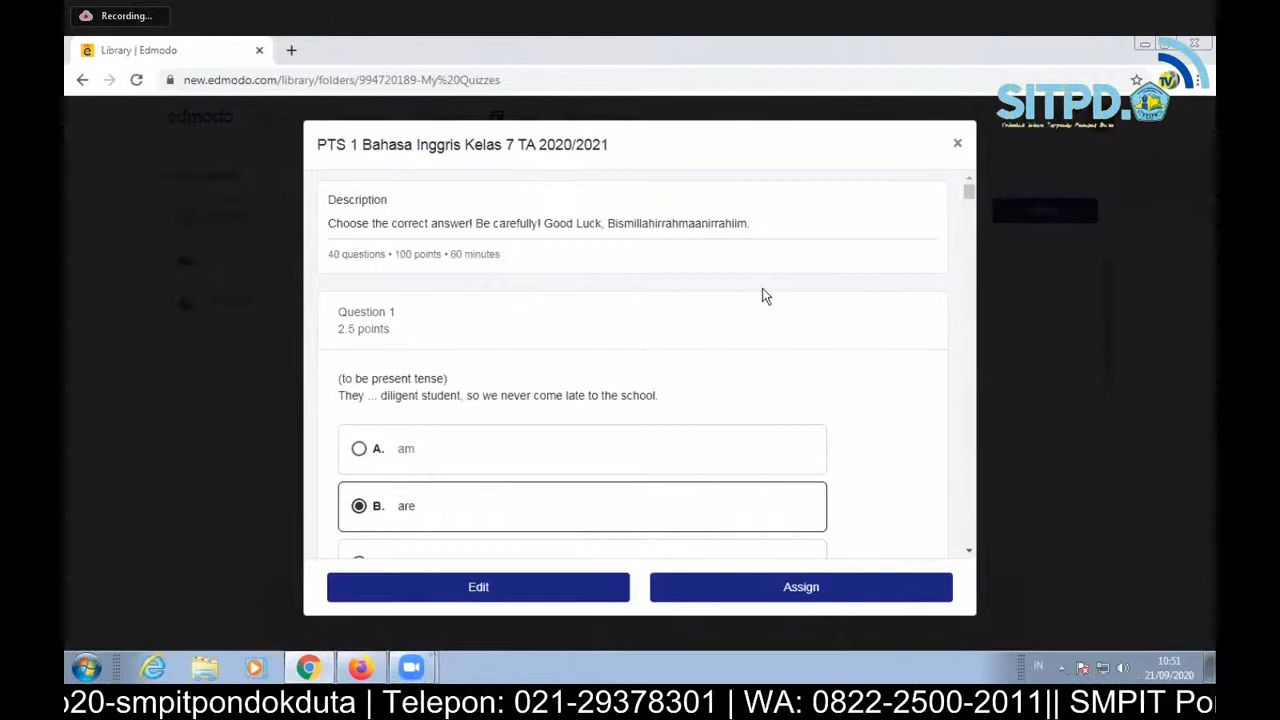 Recording...
Library | Edmodo
new.edmodo.com/library/folders/994720189-My%20Quizzes
TV
SITPD.
edmodo
PTS 1 Bahasa Inggris Kelas 7 TA 2020/2021
Description
Choose the correct answer! Be carefully! Good Luck, Bismillahirrahmaanirrahiim.
40 questions • 100 points • 60 minutes
Question 1
2.5 points
(to be present tense)
They ... diligent student, so we never come late to the school.
A. am
B. are
Edit
Assign
IN
10:51
21/09/2020
o20-smpitpondokduta | Telepon: 021-29378301 | WA: 0822-2500-2011|| SMPIT Po